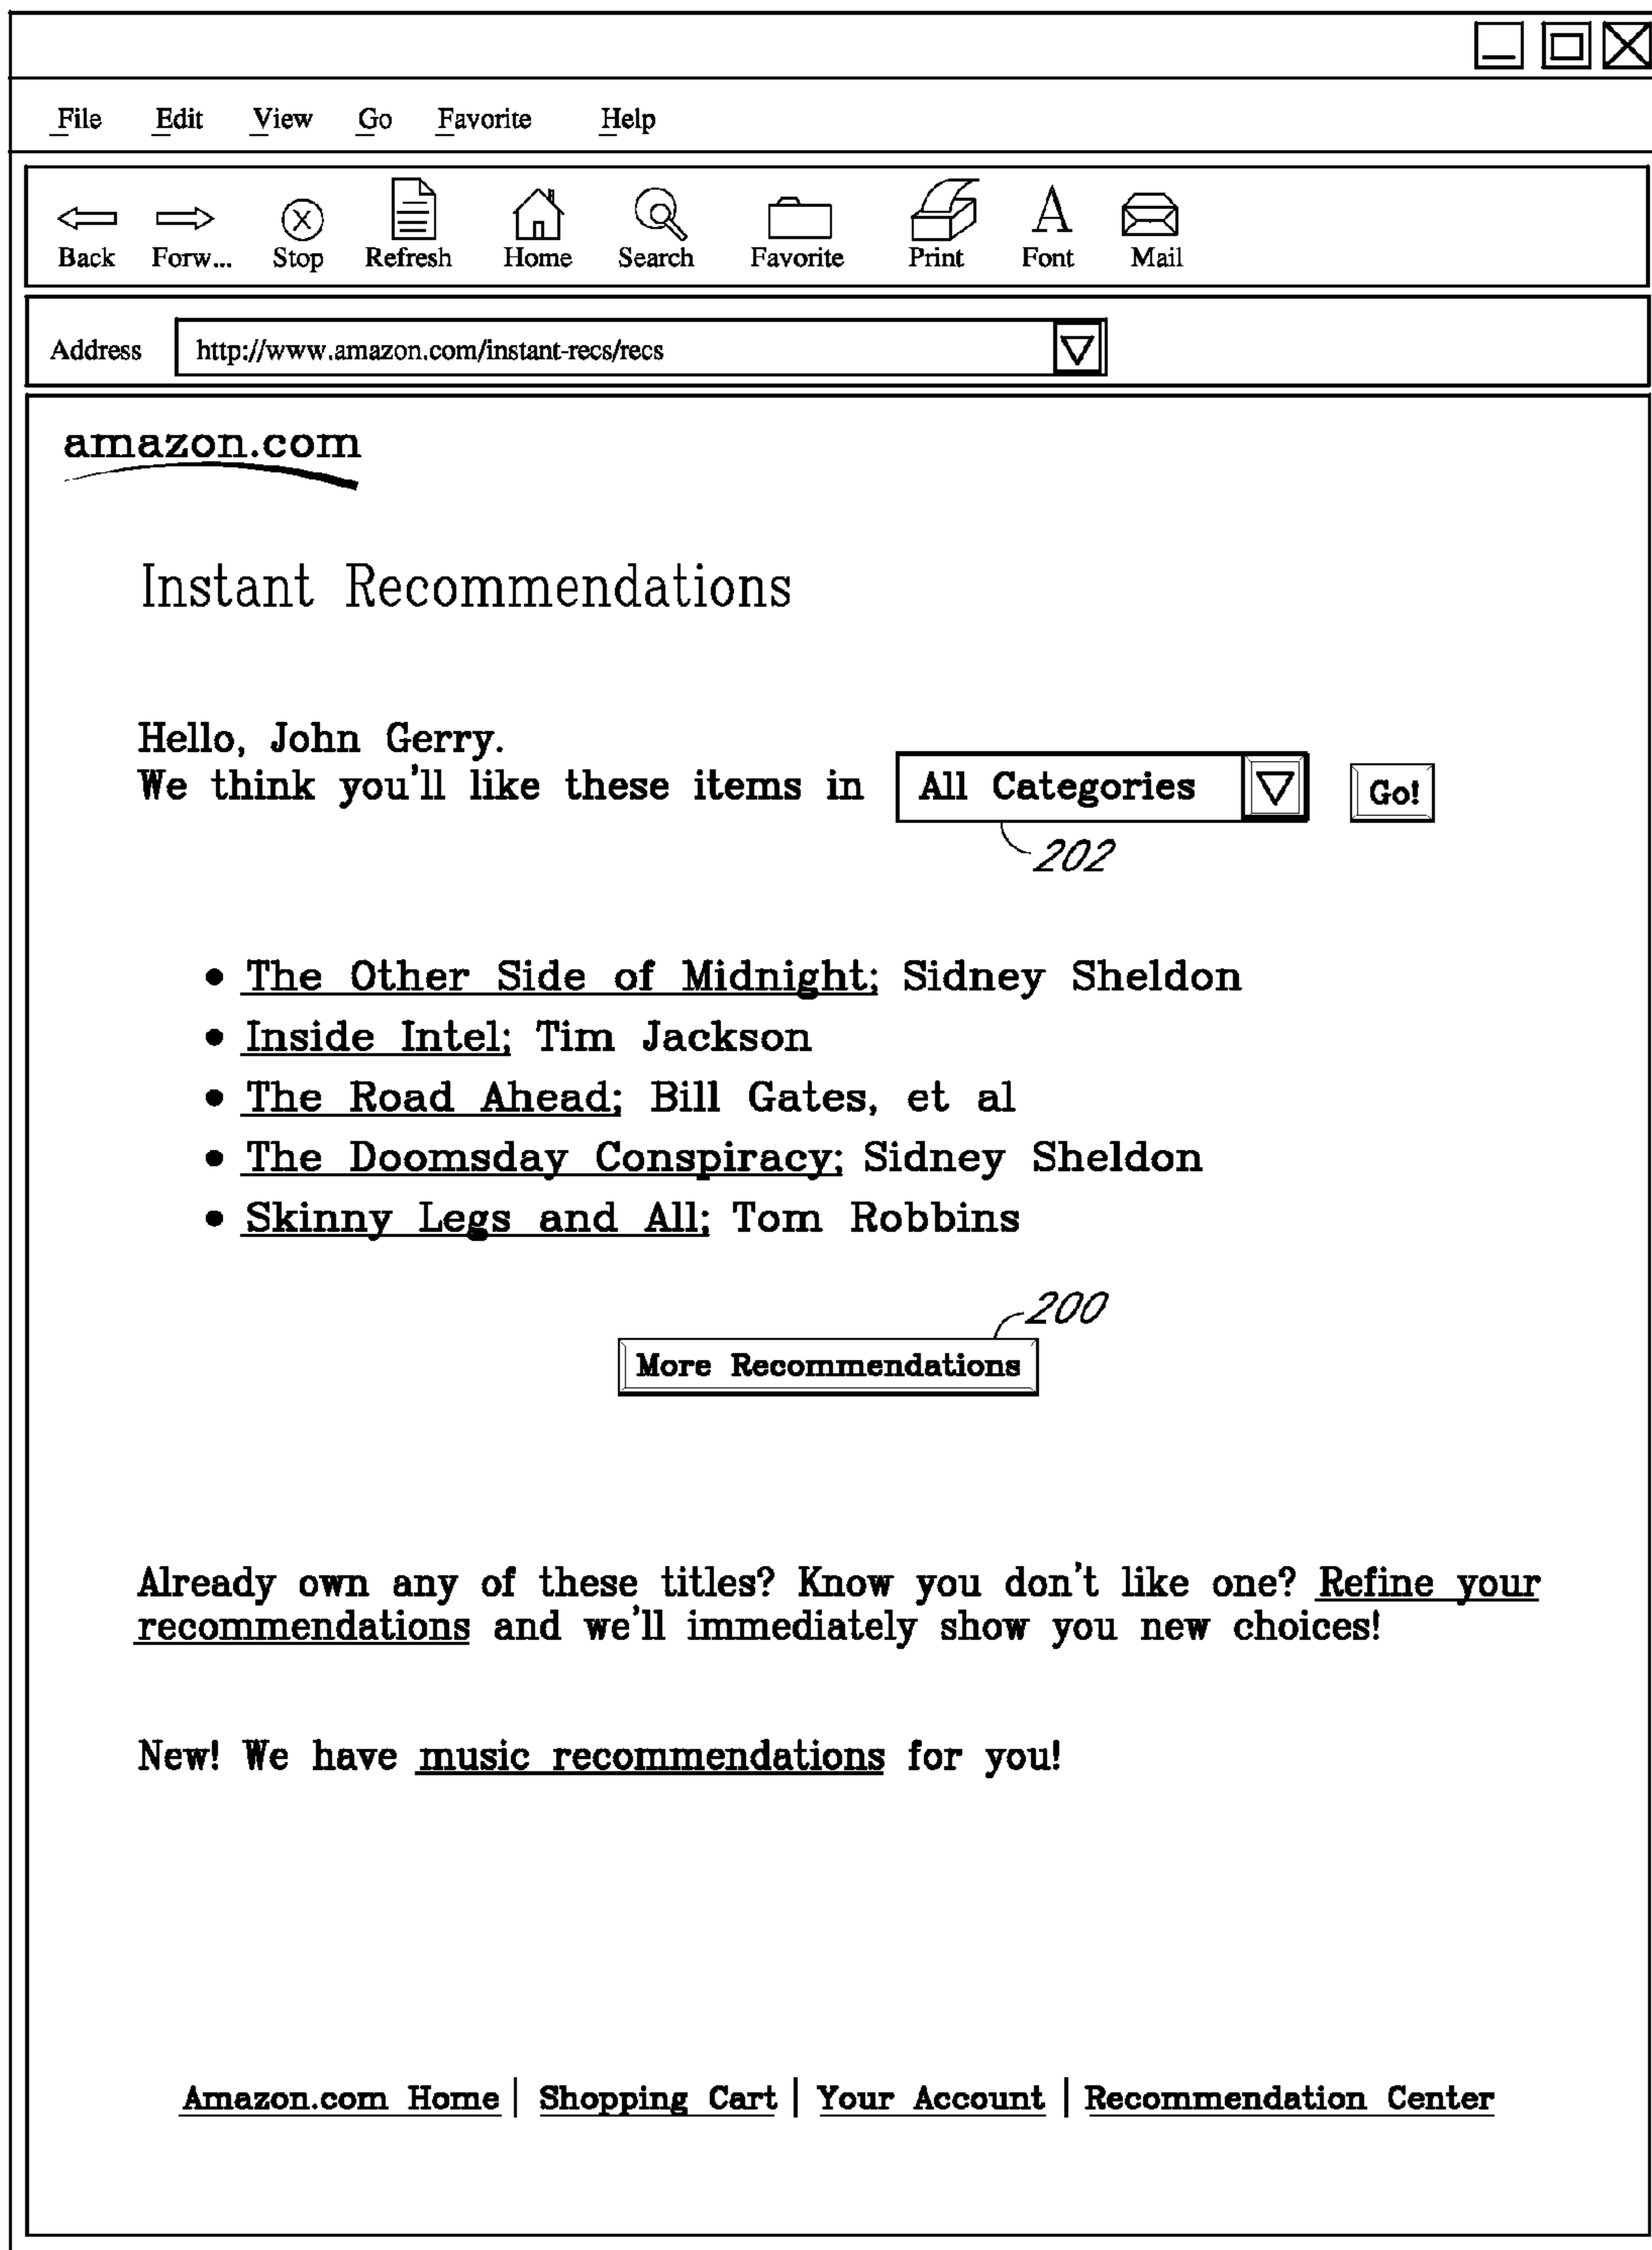 File Edit View Go Favorite Help
Back Forw... Stop Refresh Home Search Favorite Print Font Mail
Address http://www.amazon.com/instant-recs/recs
amazon.com
Instant Recommendations
Hello, John Gerry.
We think you'll like these items in All Categories Go!
202
• The Other Side of Midnight; Sidney Sheldon
• Inside Intel; Tim Jackson
• The Road Ahead; Bill Gates, et al
• The Doomsday Conspiracy; Sidney Sheldon
• Skinny Legs and All; Tom Robbins
200
More Recommendations
Already own any of these titles? Know you don't like one? Refine your
recommendations and we'll immediately show you new choices!
New! We have music recommendations for you!
Amazon.com Home | Shopping Cart | Your Account | Recommendation Center